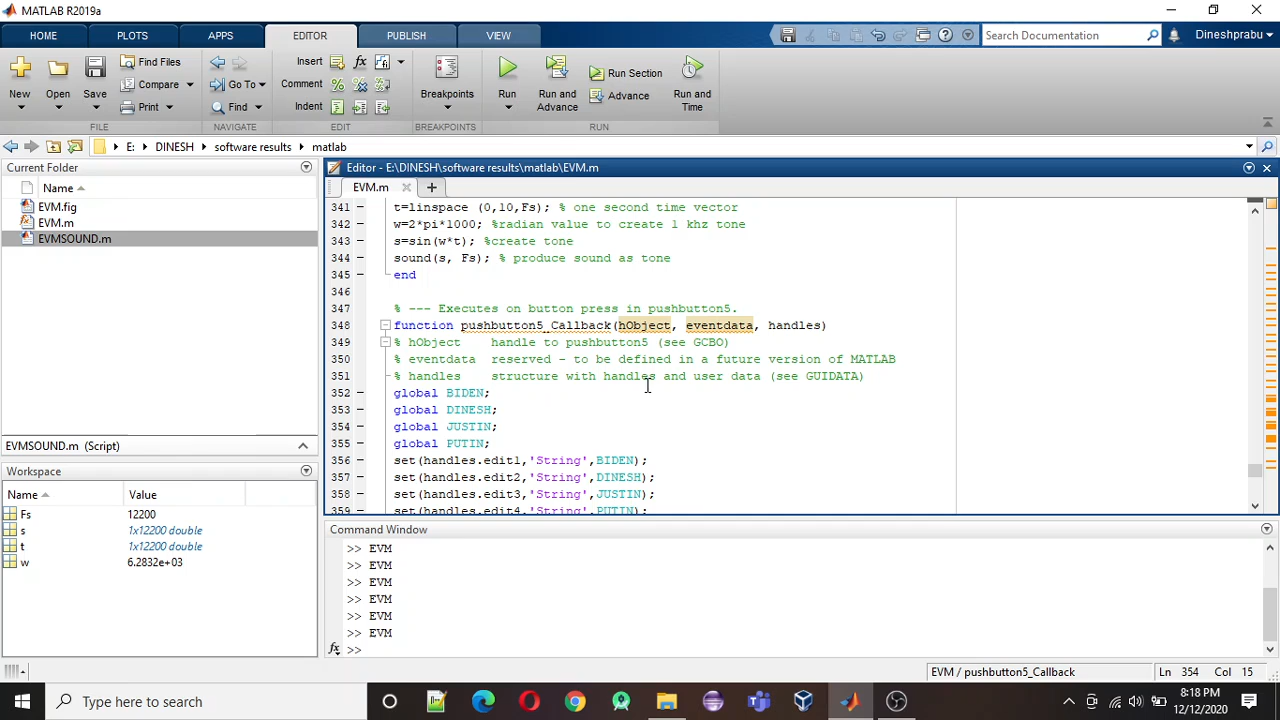 MATLAB R2019a
HOME PLOTS APPS EDITOR PUBLISH VIEW Search Documentation Dineshprabu
Find Files Insert fx
New Open Save Compare Go To Comment Breakpoints Run Run and Advance Run Section Advance Run and Time
Print Find Indent
FILE NAVIGATE EDIT BREAKPOINTS RUN
E: DINESH software results matlab
Current Folder
Name
EVM.fig
EVM.m
EVMSOUND.m
EVMSOUND.m (Script)
Workspace
Name Value
Fs 12200
s 1x12200 double
t 1x12200 double
w 6.2832e+03
Editor - E:\DINESH\software results\matlab\EVM.m
EVM.m
341 t=linspace (0,10,Fs); % one second time vector
342 w=2*pi*1000; %radian value to create 1 khz tone
343 s=sin(w*t); %create tone
344 sound(s, Fs); % produce sound as tone
345 end
346
347 % --- Executes on button press in pushbutton5.
348 function pushbutton5_Callback(hObject, eventdata, handles)
349 % hObject    handle to pushbutton5 (see GCBO)
350 % eventdata  reserved - to be defined in a future version of MATLAB
351 % handles    structure with handles and user data (see GUIDATA)
352 global BIDEN;
353 global DINESH;
354 global JUSTIN;
355 global PUTIN;
356 set(handles.edit1,'String',BIDEN);
357 set(handles.edit2,'String',DINESH);
358 set(handles.edit3,'String',JUSTIN);
359 set(handles.edit4,'String',PUTIN);
Command Window
>> EVM
>> EVM
>> EVM
>> EVM
>> EVM
>> EVM
fx >>
EVM / pushbutton5_Callback Ln 354 Col 15
Type here to search
8:18 PM
12/12/2020